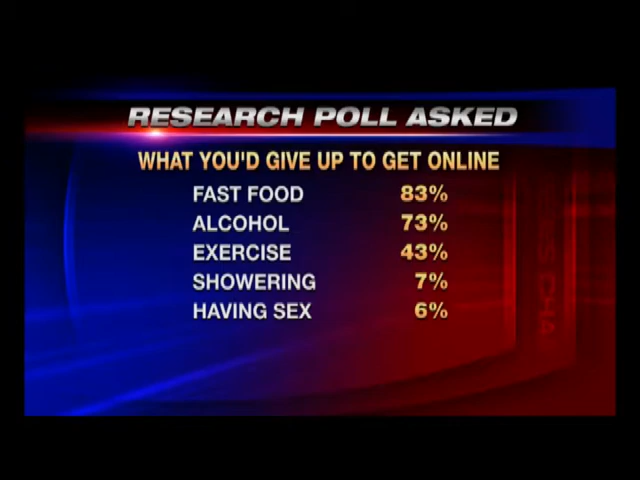 RESEARCH POLL ASKED
WHAT YOU'D GIVE UP TO GET ONLINE
FAST FOOD 83%
ALCOHOL 73%
EXERCISE 43%
SHOWERING 7%
HAVING SEX 6%